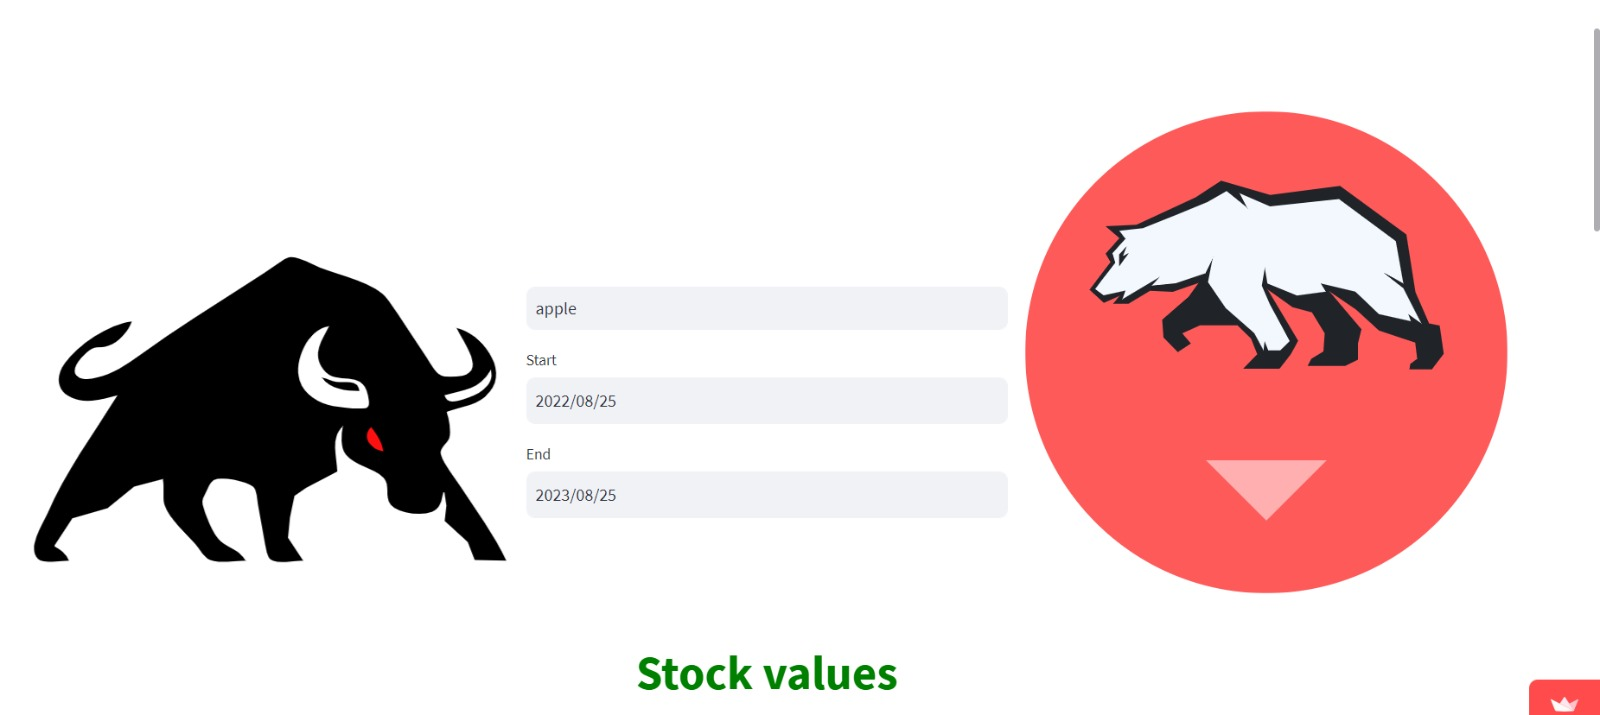 apple
Start
2022/08/25
End
2023/08/25
Stock values